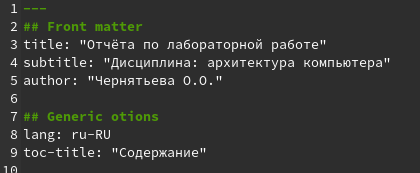 1 ---
2 ## Front matter
3 title: "Отчёта по лабораторной работе"
4 subtitle: "Дисциплина: архитектура компьютера"
5 author: "Чернятьева О.О."
6
7 ## Generic otions
8 lang: ru-RU
9 toc-title: "Содержание"
10